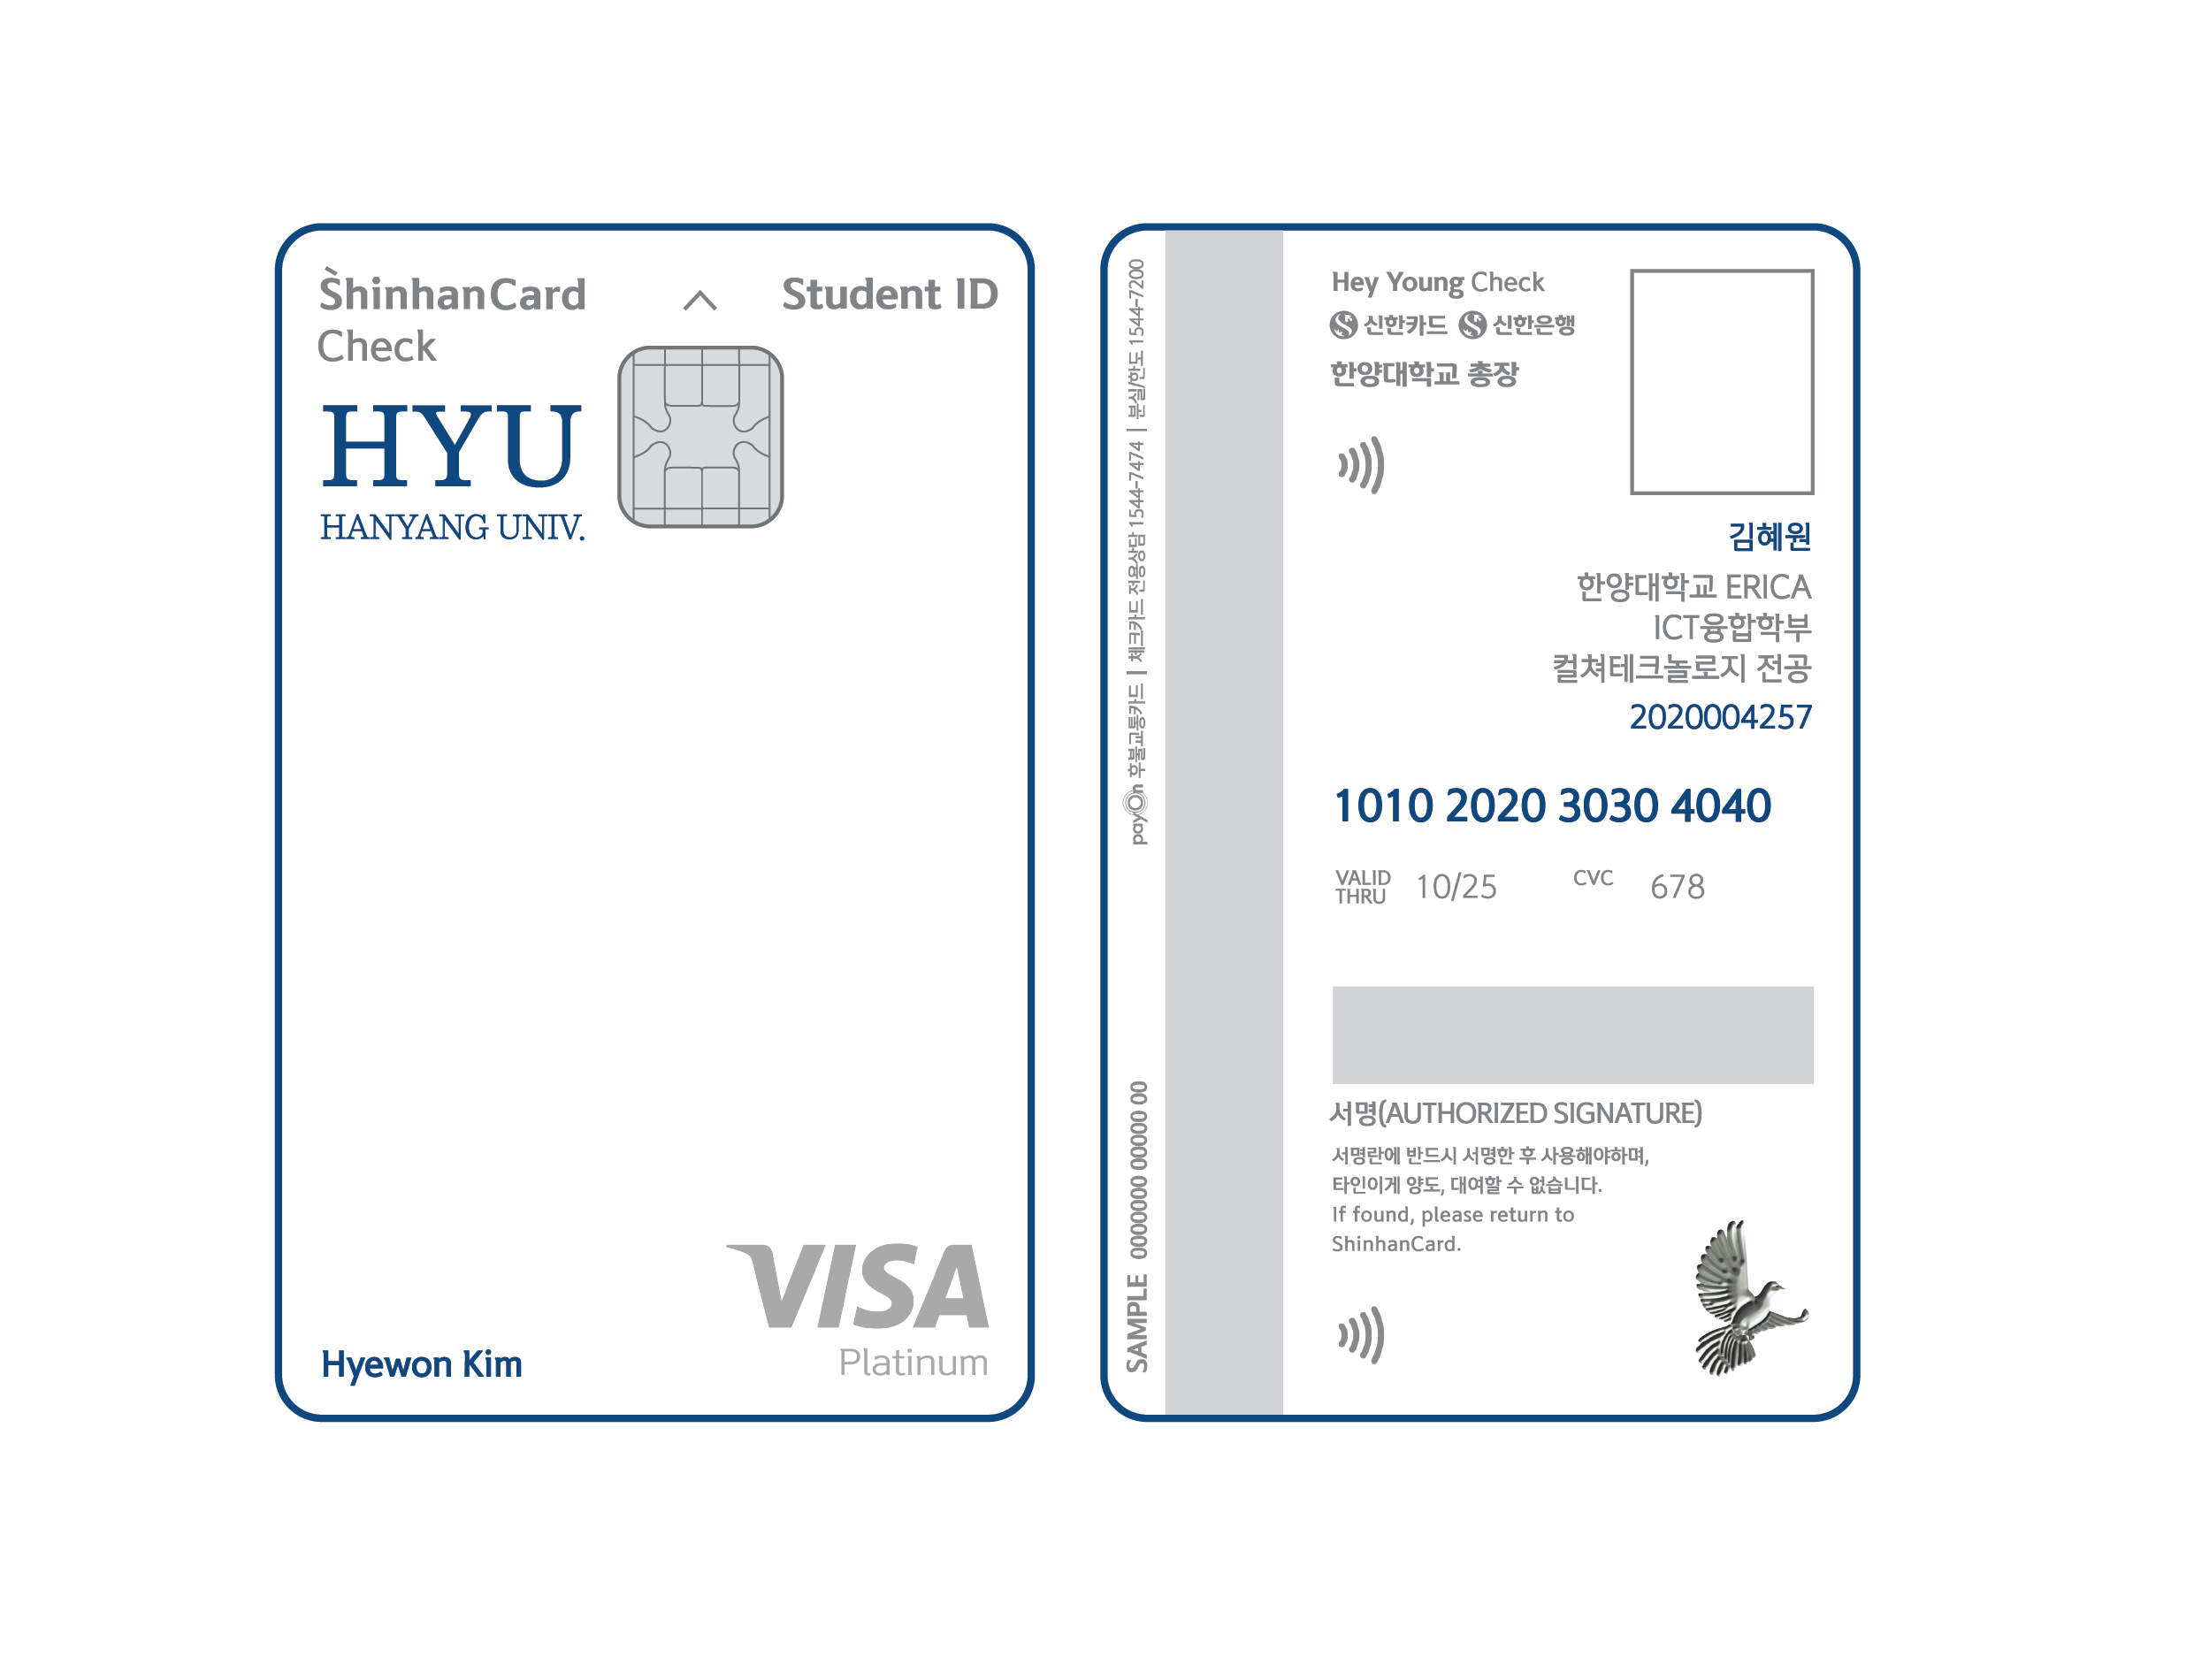 ShinhanCard
Check
Student ID
HYU
HANYANG UNIV.
VISA
Platinum
Hyewon Kim
payOn 후불교통카드 | 체크카드 전용상담 1544-7474 | 분실/한도 1544-7200
SAMPLE 0000000 00000 00
Hey Young Check
신한카드 신한은행
한양대학교 총장
김혜원
한양대학교 ERICA
ICT융합학부
컬쳐테크놀로지 전공
2020004257
1010 2020 3030 4040
VALID
THRU 10/25 CVC 678
서명(AUTHORIZED SIGNATURE)
서명란에 반드시 서명한 후 사용해야하며,
타인이게 양도, 대여할 수 없습니다.
If found, please return to
ShinhanCard.